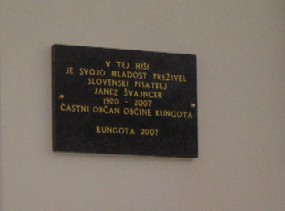 V TEJ HIŠI
JE SVOJO MLADOST PREŽIVEL
SLOVENSKI PISATELJ
JANEZ ŠVAJNCER
1920 - 2007
ČASTNI OBČAN OBČINE KUNGOTA
KUNGOTA 2007